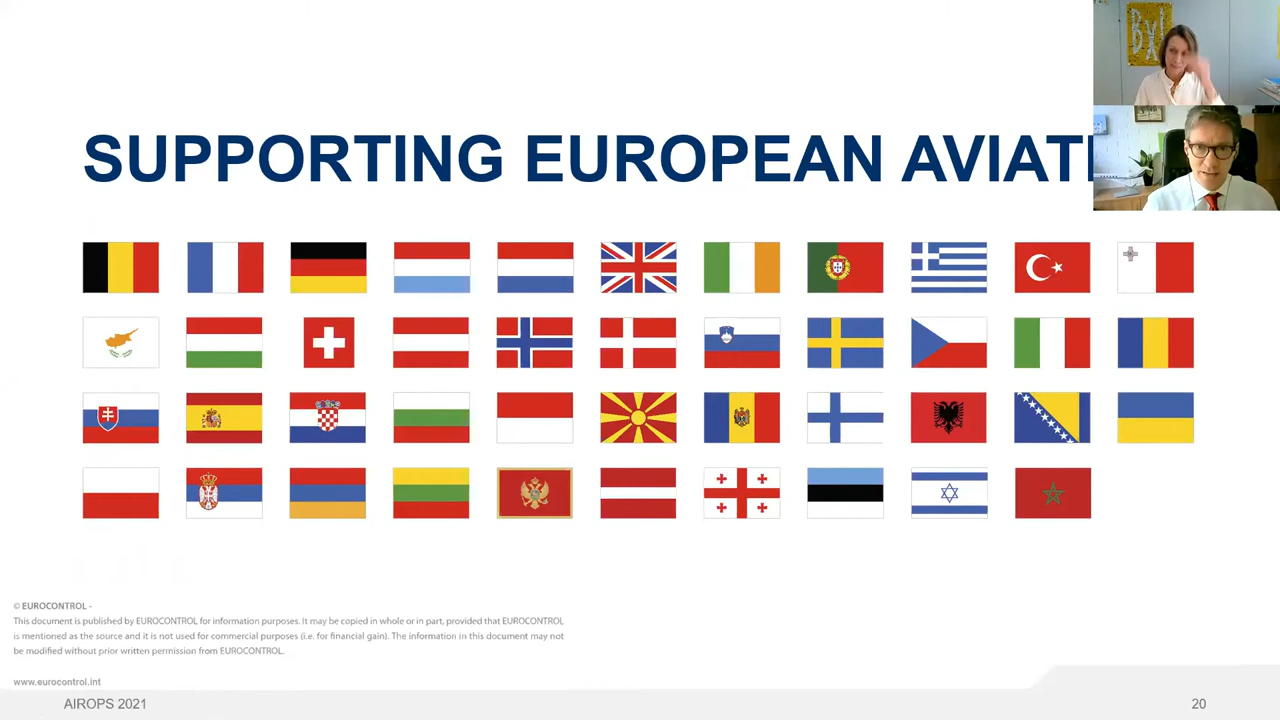 SUPPORTING EUROPEAN AVIATI
© EUROCONTROL -
This document is published by EUROCONTROL for information purposes. It may be copied in whole or in part, provided that EUROCONTROL
is mentioned as the source and it is not used for commercial purposes (i.e. for financial gain). The information in this document may not
be modified without prior written permission from EUROCONTROL.
www.eurocontrol.int
AIROPS 2021
20